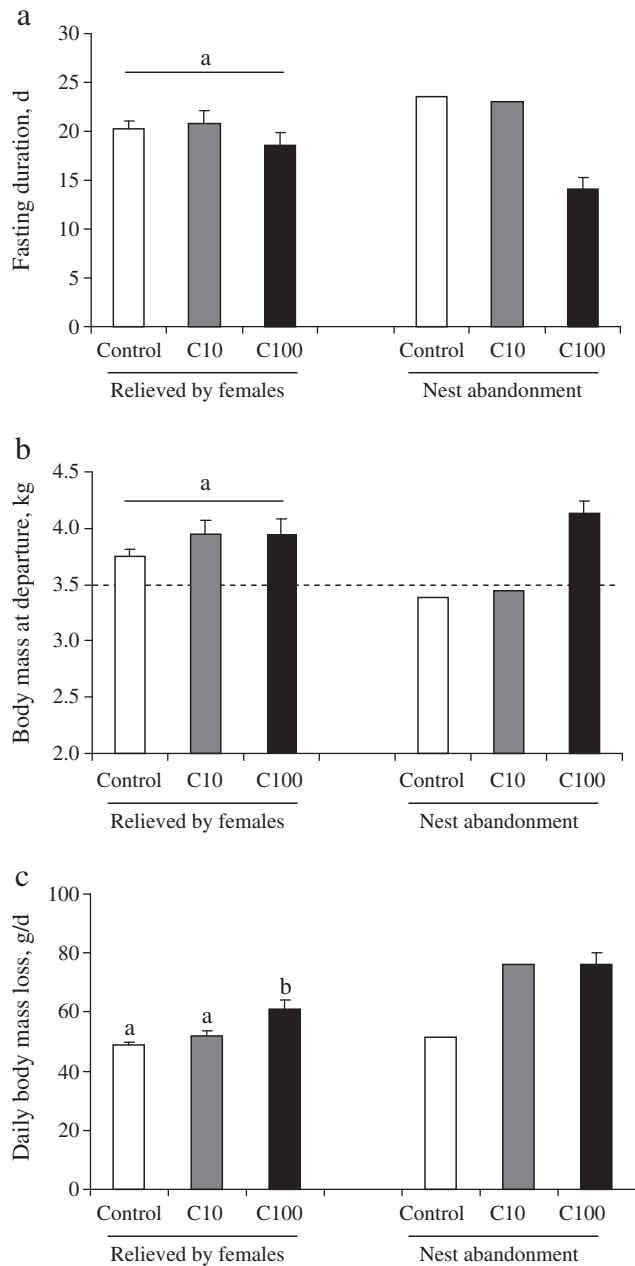 a
30
25
20
15
10
5
0
Fasting duration, d
a
Control C10 C100 Control C10 C100
Relieved by females Nest abandonment
b
4.5
4.0
3.5
3.0
2.5
2.0
Body mass at departure, kg
a
Control C10 C100 Control C10 C100
Relieved by females Nest abandonment
c
100
80
60
40
20
0
Daily body mass loss, g/d
a a b
Control C10 C100 Control C10 C100
Relieved by females Nest abandonment